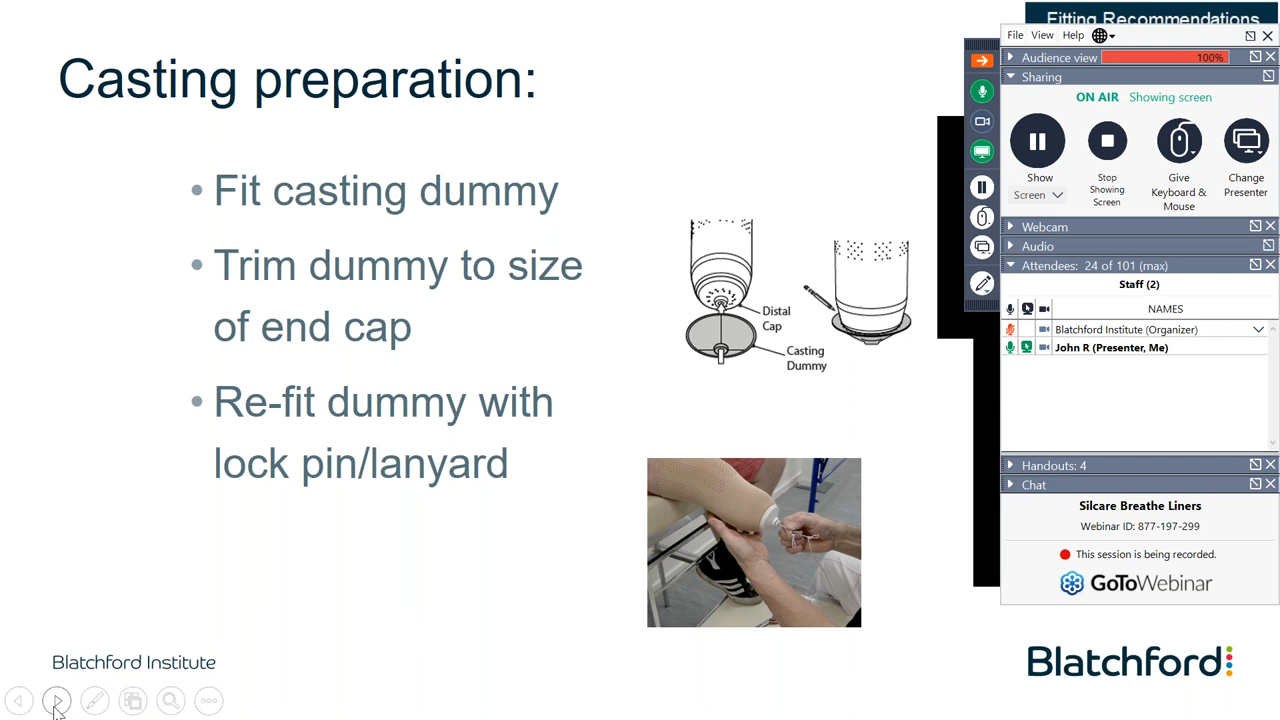 Fitting Recommendations
Casting preparation:
• Fit casting dummy
• Trim dummy to size
of end cap
• Re-fit dummy with
lock pin/lanyard
Distal
Cap
Casting
Dummy
File View Help
Audience view 100%
Sharing
ON AIR Showing screen
Show
Screen
Stop
Showing
Screen
Give
Keyboard &
Mouse
Change
Presenter
Webcam
Audio
Attendees: 24 of 101 (max)
Staff (2)
NAMES
Blatchford Institute (Organizer)
John R (Presenter, Me)
Handouts: 4
Chat
Silcare Breathe Liners
Webinar ID: 877-197-299
This session is being recorded.
GoToWebinar
Blatchford Institute
Blatchford